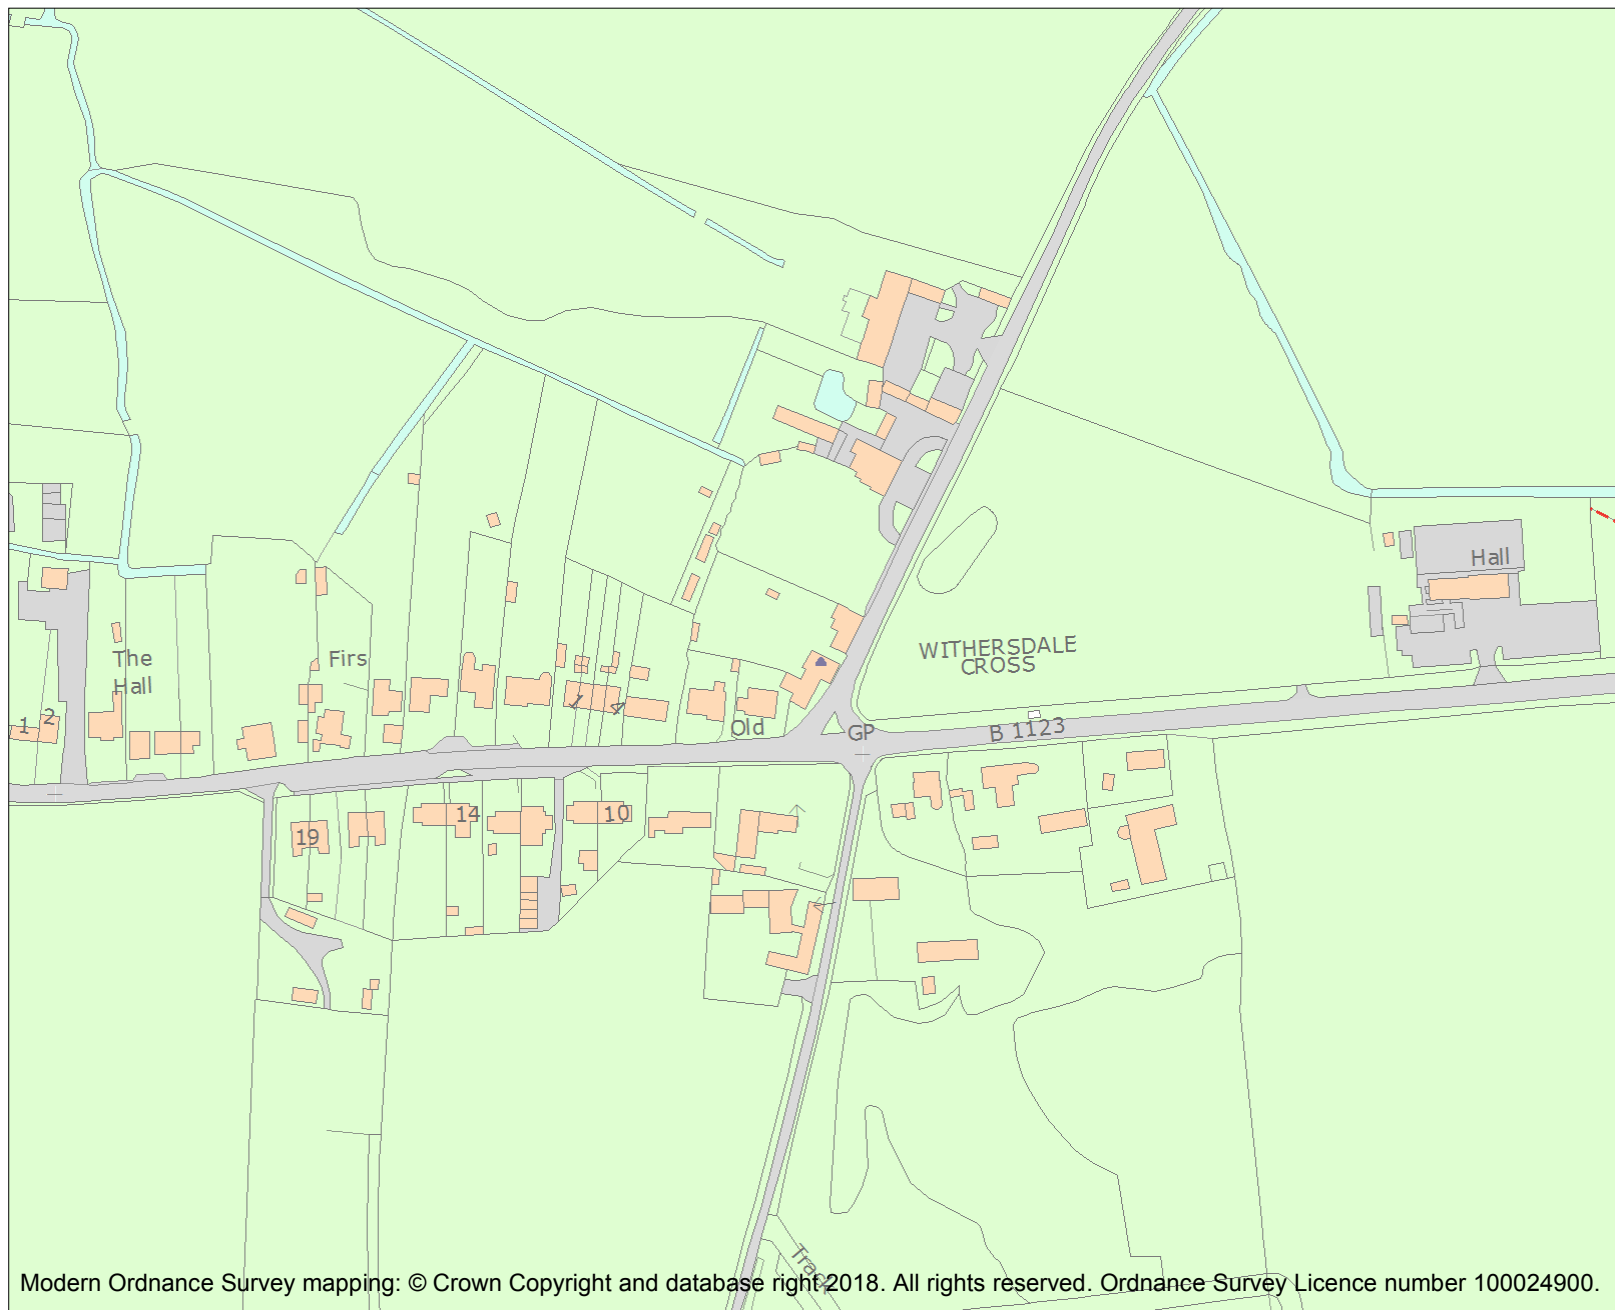 Hall
WITHERSDALE
CROSS
The
Hall
Firs
1
2
1
4
Old
GP
B 1123
19
14
10
Track
Modern Ordnance Survey mapping: © Crown Copyright and database right 2018. All rights reserved. Ordnance Survey Licence number 100024900.